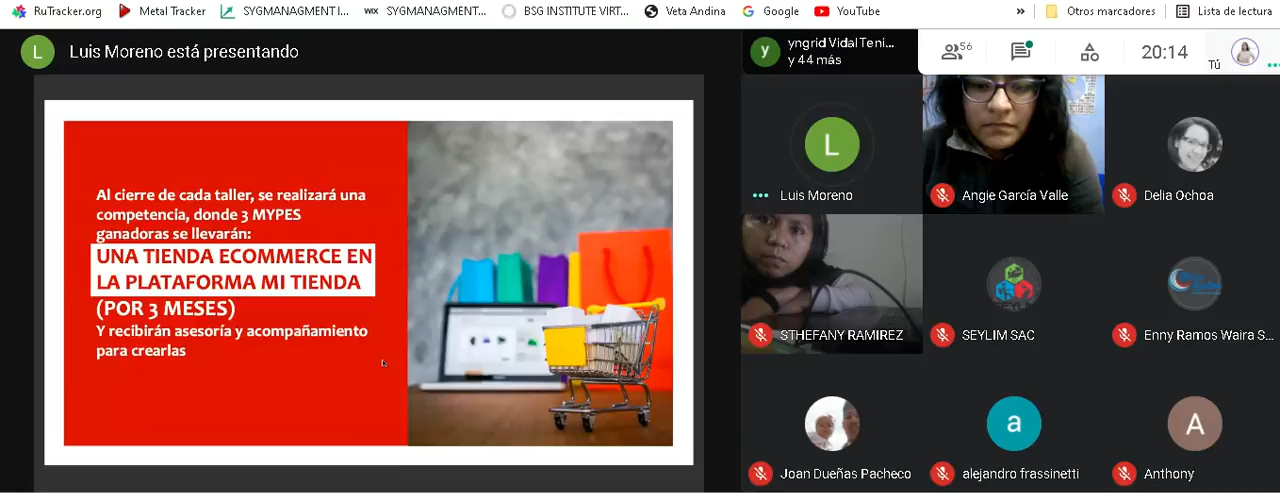 RuTracker.org
Metal Tracker
SYGMANAGMENT I...
WIX SYGMANAGMENT...
BSG INSTITUTE VIRT...
Veta Andina
Google
YouTube
»
Otros marcadores
Lista de lectura
L
Luis Moreno está presentando
y
yngrid Vidal Teni...
y 44 más
56
20:14
Tú
Al cierre de cada taller, se realizará una
competencia, donde 3 MYPES
ganadoras se llevarán:
UNA TIENDA ECOMMERCE EN
LA PLATAFORMA MI TIENDA
(POR 3 MESES)
Y recibirán asesoría y acompañamiento
para crearlas
L
Luis Moreno
Angie García Valle
Delia Ochoa
STHEFANY RAMIREZ
SEYLIM SAC
Enny Ramos Waira S...
Joan Dueñas Pacheco
a
alejandro frassinetti
A
Anthony